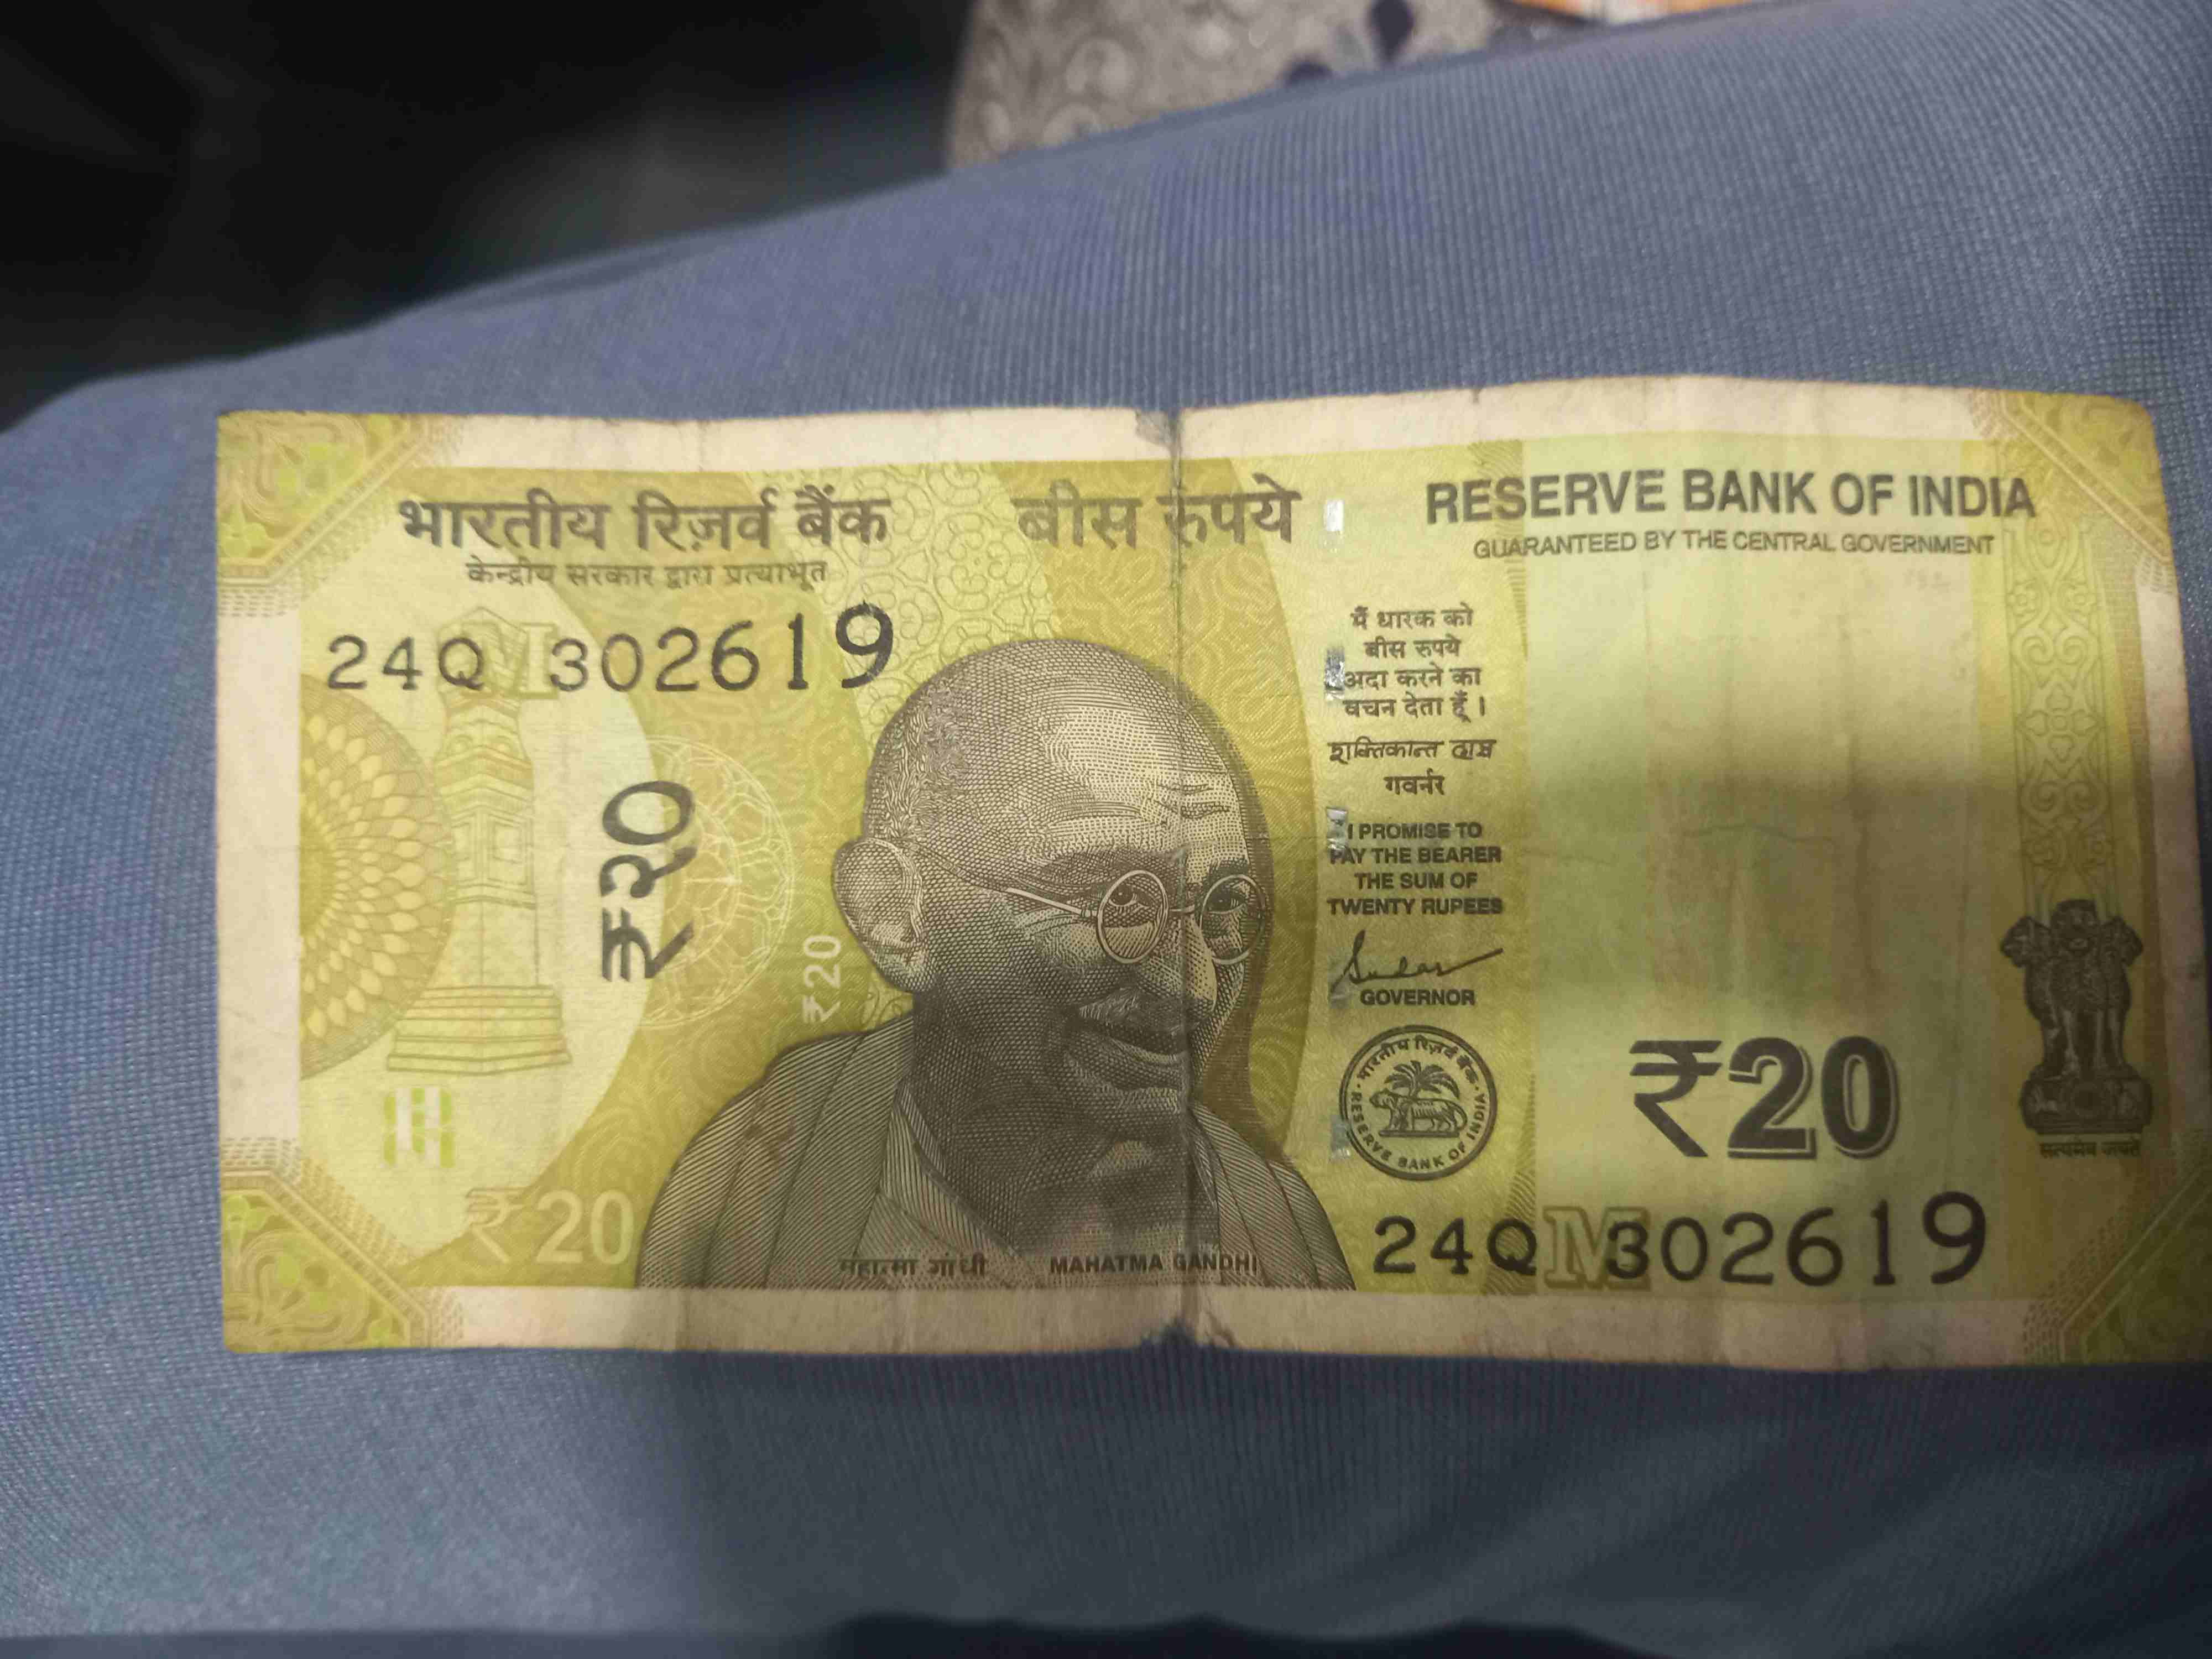 भारतीय रिज़र्व बैंक
केन्द्रीय सरकार द्वारा प्रत्याभूत
बीस रुपये
RESERVE BANK OF INDIA
GUARANTEED BY THE CENTRAL GOVERNMENT
24Q 302619
₹२०
₹20
₹20
महात्मा गांधी
MAHATMA GANDHI
मैं धारक को
बीस रुपये
अदा करने का
वचन देता हूँ।
शक्तिकान्त दास
गवर्नर
I PROMISE TO
PAY THE BEARER
THE SUM OF
TWENTY RUPEES
GOVERNOR
भारतीय रिज़र्व बैंक
RESERVE BANK OF INDIA
₹20
सत्यमेव जयते
24Q M 302619